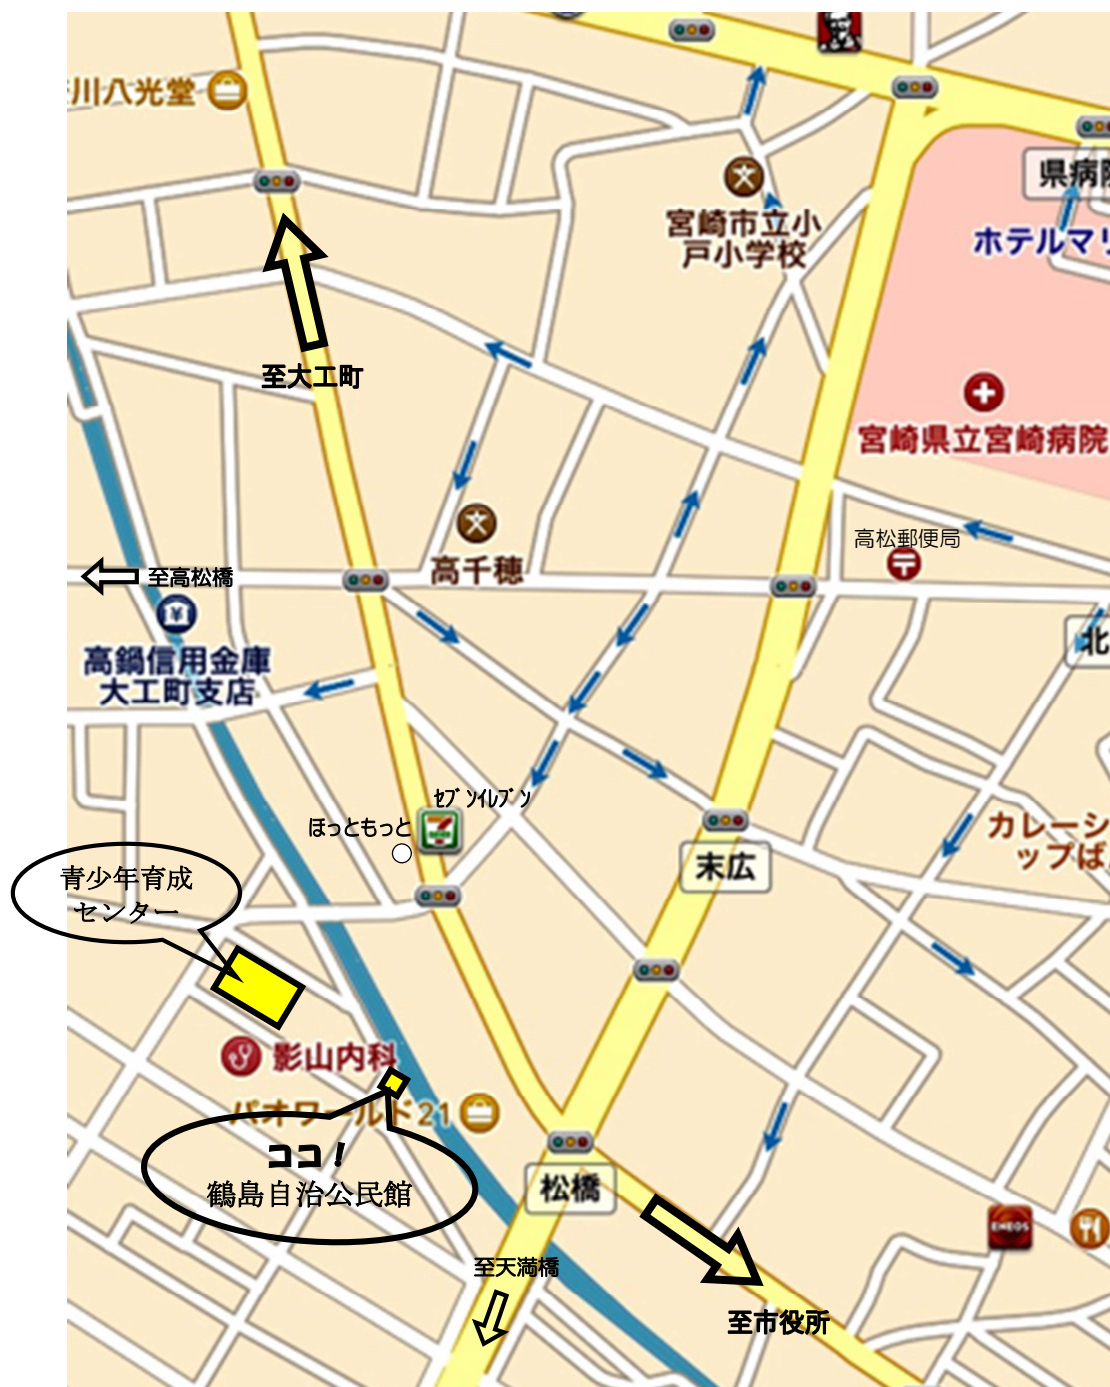 川八光堂
県病院
宮崎市立小
戸小学校
ホテルマリ
至大工町
宮崎県立宮崎病院
高松郵便局
高千穂
至高松橋
¥
北
高鍋信用金庫
大工町支店
セブンイレブン
ほっともっと
カレーシ
ップば
末広
青少年育成
センター
影山内科
パオワールド21
ココ！
鶴島自治公民館
松橋
ENEOS
至天満橋
至市役所